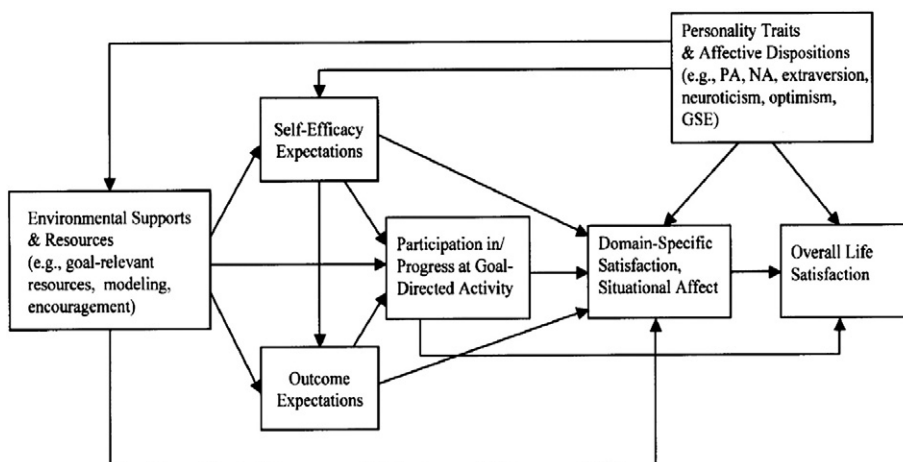 Personality Traits
& Affective Dispositions
(e.g., PA, NA, extraversion,
neuroticism, optimism,
GSE)
Self-Efficacy
Expectations
Environmental Supports
& Resources
(e.g., goal-relevant
resources, modeling,
encouragement)
Participation in/
Progress at Goal-
Directed Activity
Domain-Specific
Satisfaction,
Situational Affect
Overall Life
Satisfaction
Outcome
Expectations